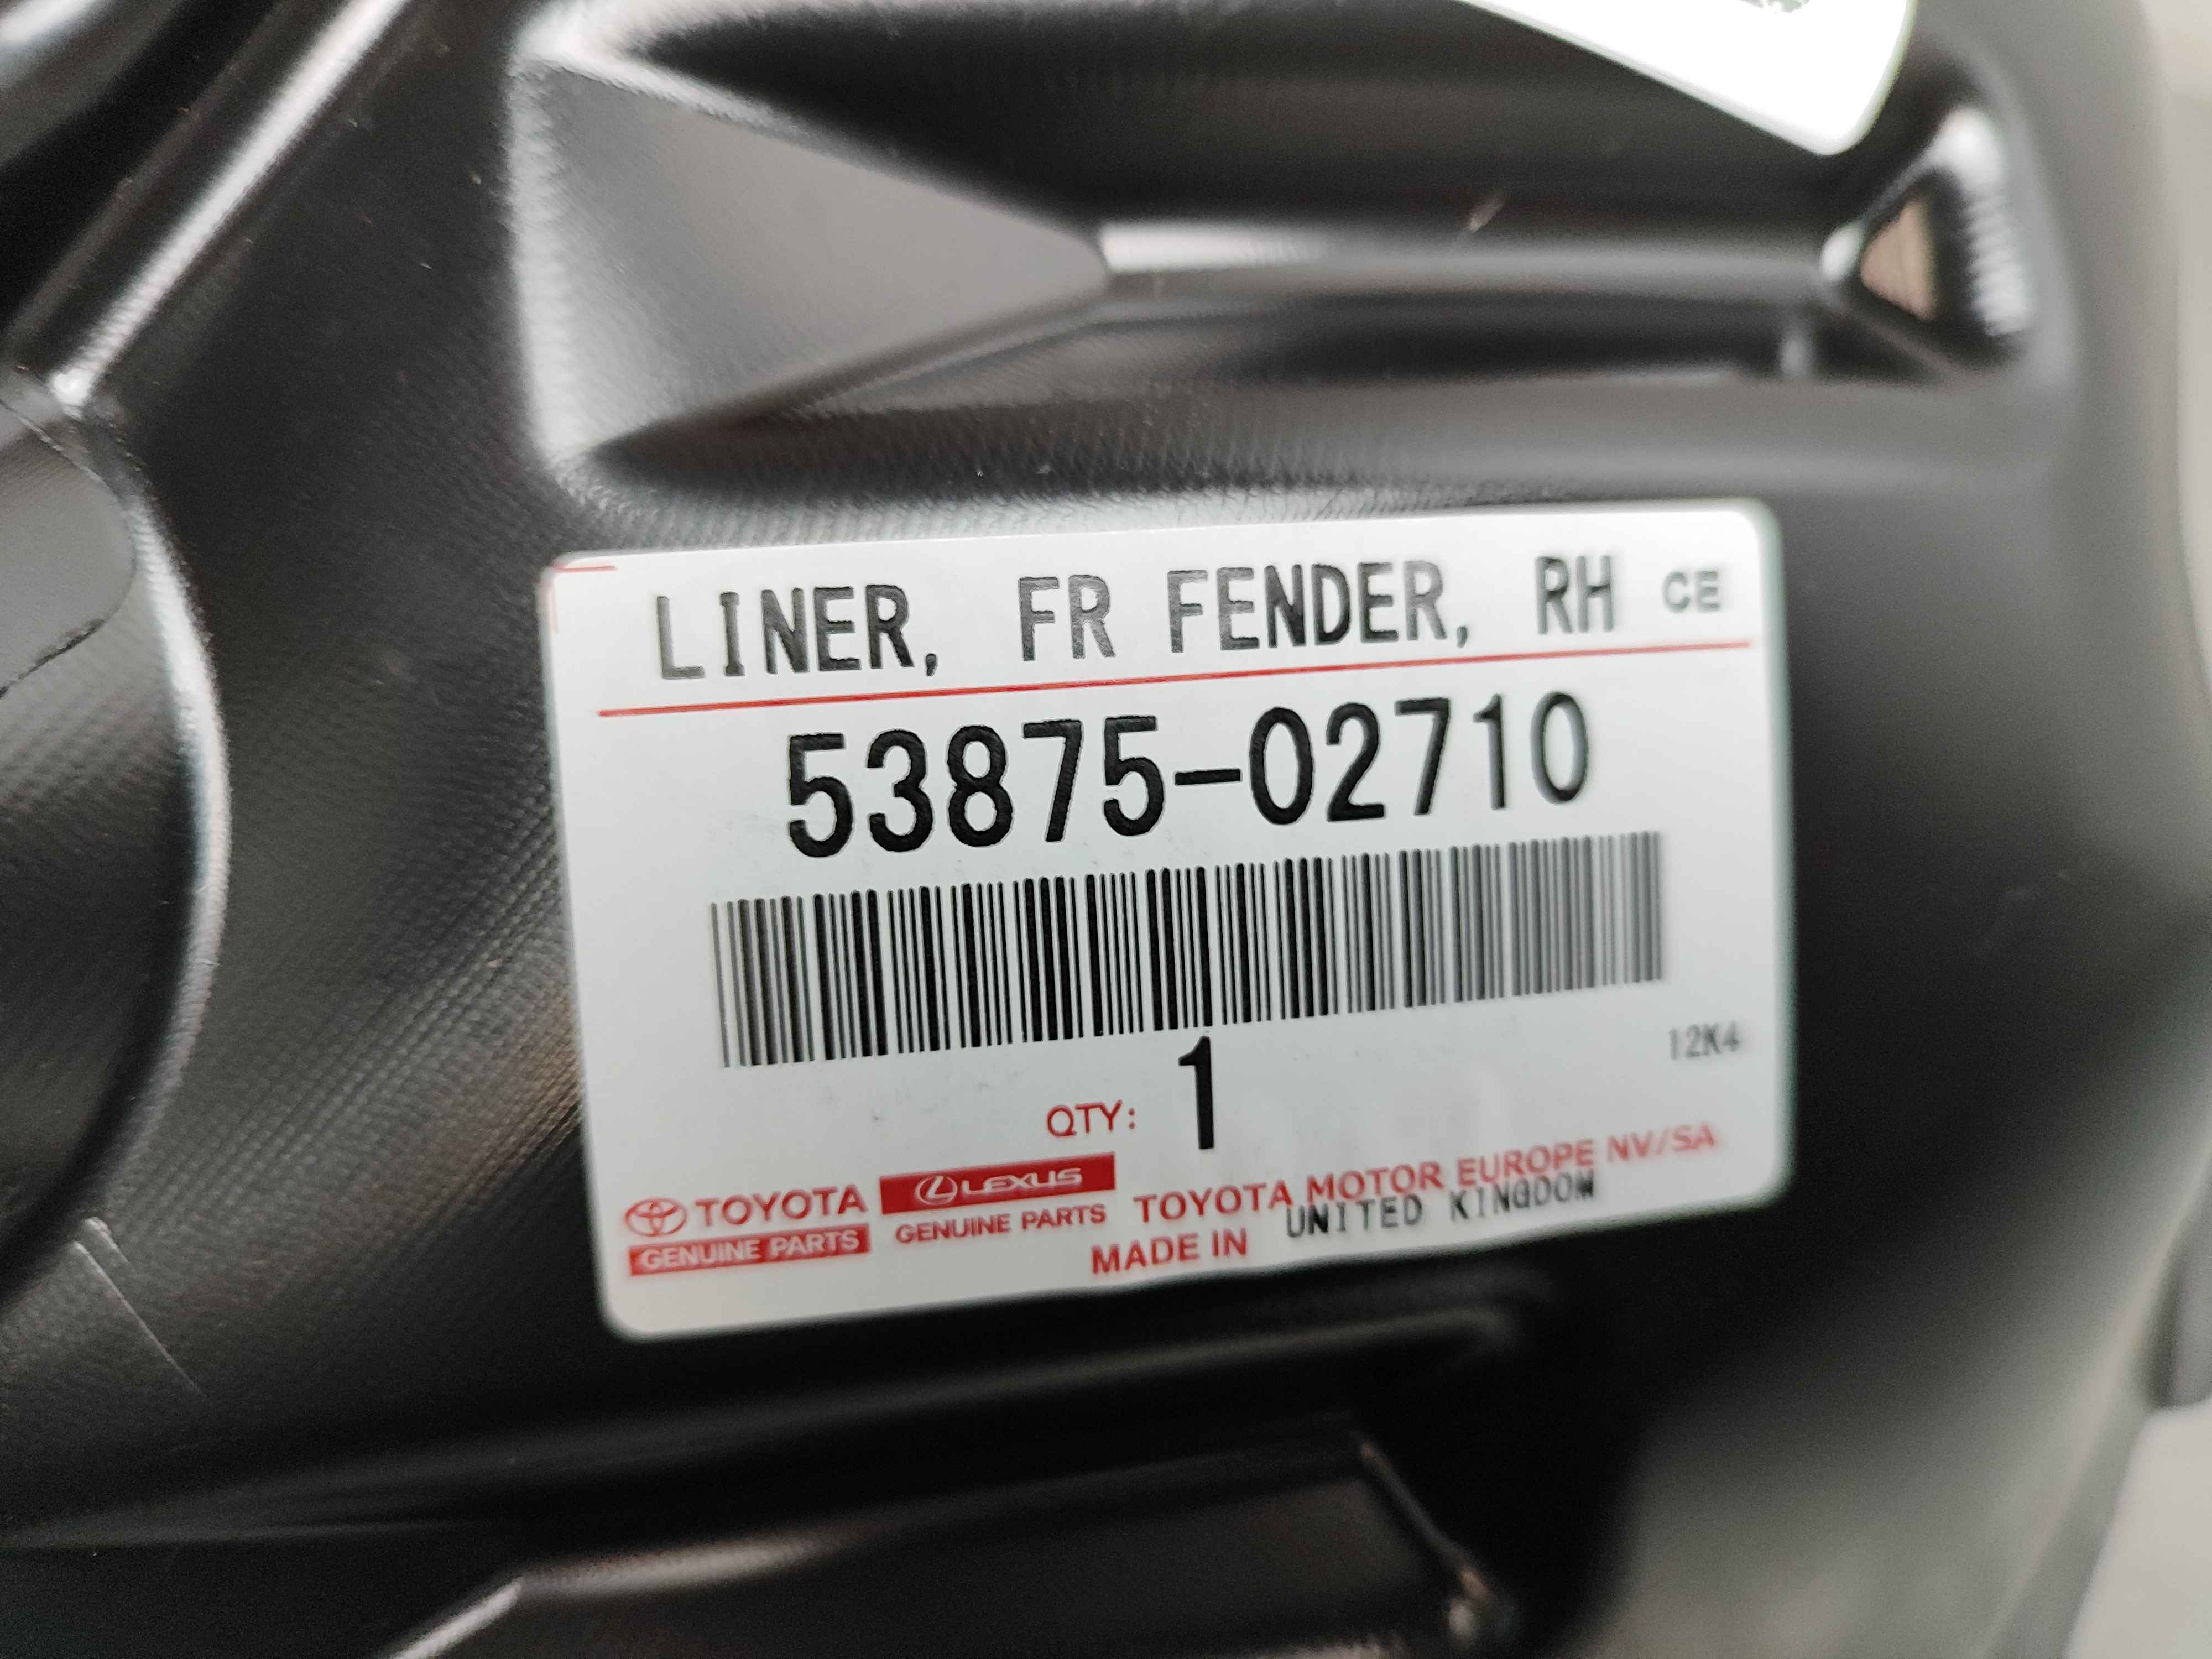 LINER, FR FENDER, RH CE
53875-02710
12K4
QTY: 1
TOYOTA
GENUINE PARTS
LEXUS
GENUINE PARTS
TOYOTA MOTOR EUROPE NV/SA
MADE IN UNITED KINGDOM